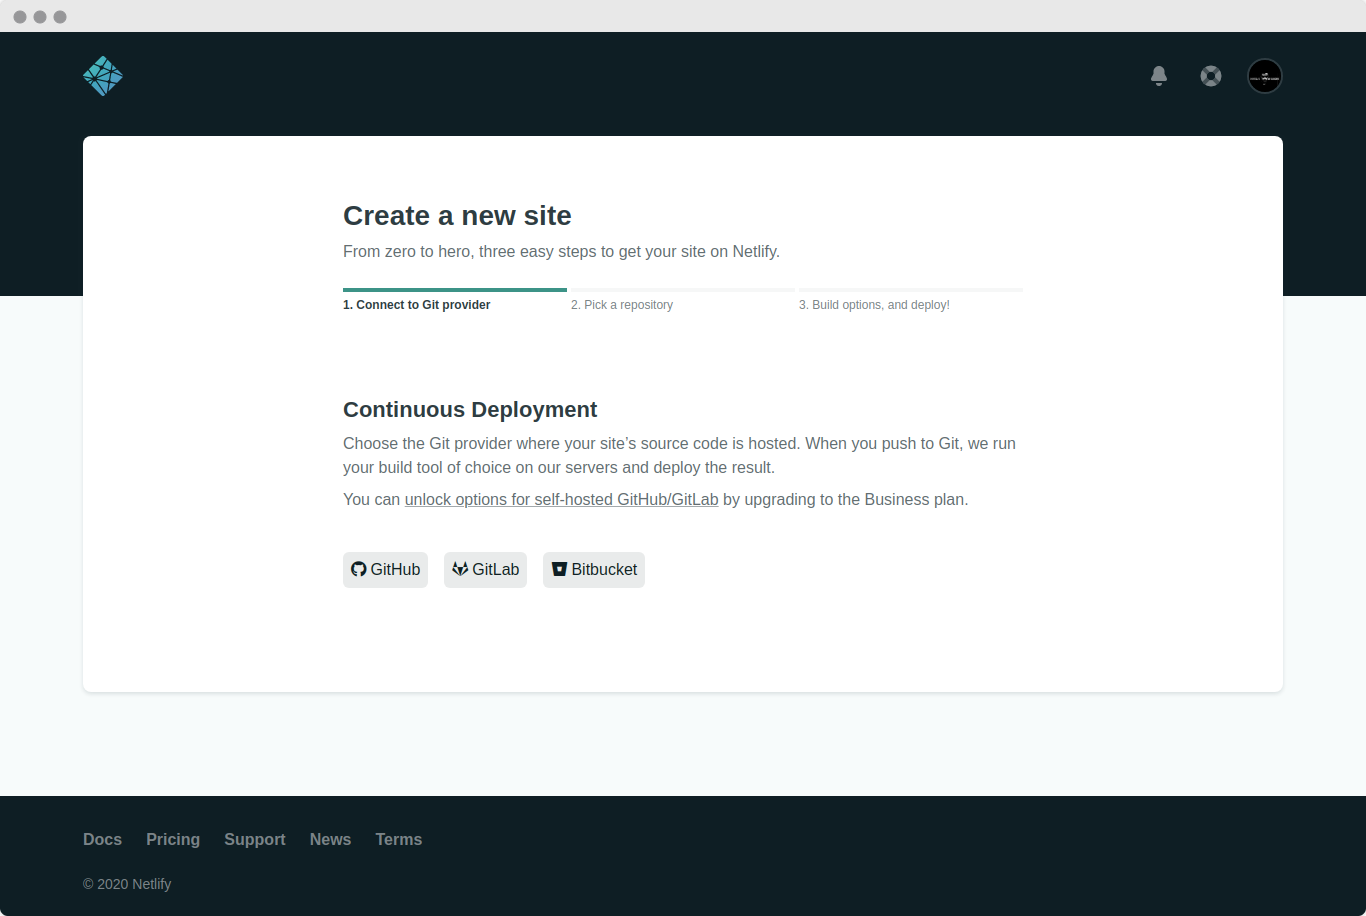 Create a new site
From zero to hero, three easy steps to get your site on Netlify.
1. Connect to Git provider
2. Pick a repository
3. Build options, and deploy!
Continuous Deployment
Choose the Git provider where your site’s source code is hosted. When you push to Git, we run
your build tool of choice on our servers and deploy the result.
You can unlock options for self-hosted GitHub/GitLab by upgrading to the Business plan.
GitHub
GitLab
Bitbucket
Docs
Pricing
Support
News
Terms
© 2020 Netlify